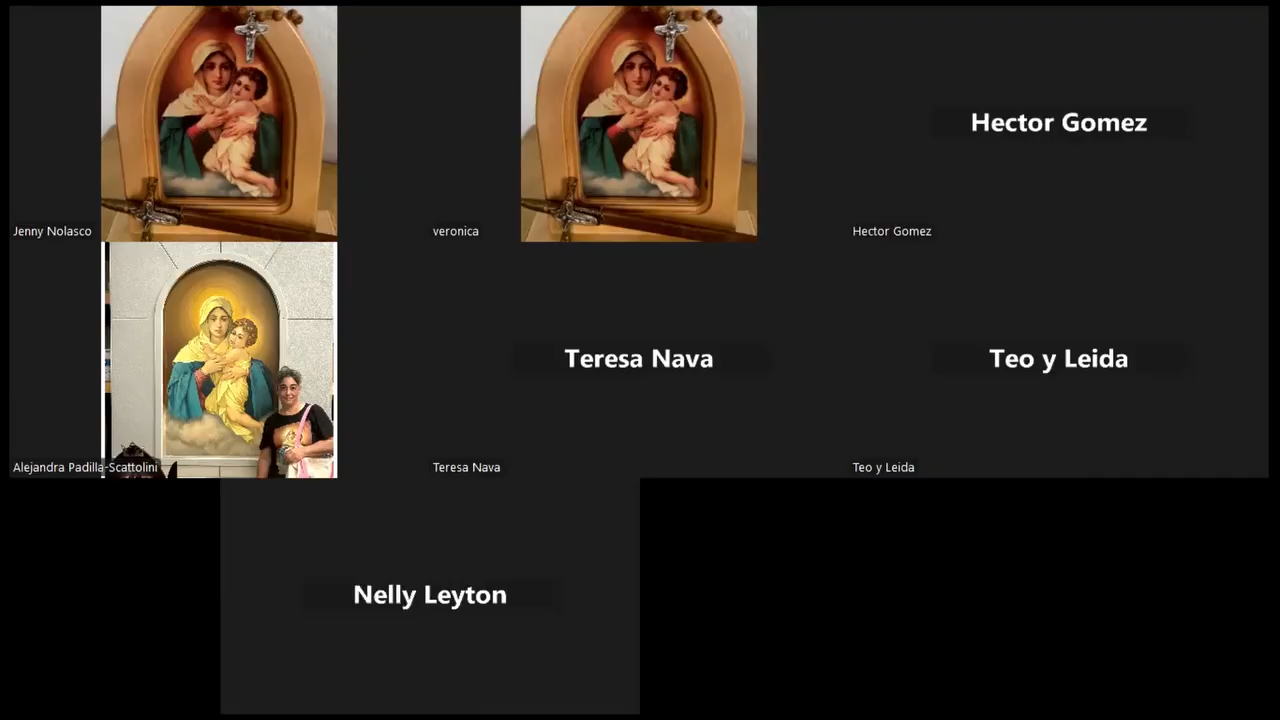 Jenny Nolasco
veronica
Hector Gomez
Hector Gomez
Alejandra Padilla-Scattolini
Teresa Nava
Teresa Nava
Teo y Leida
Teo y Leida
Nelly Leyton